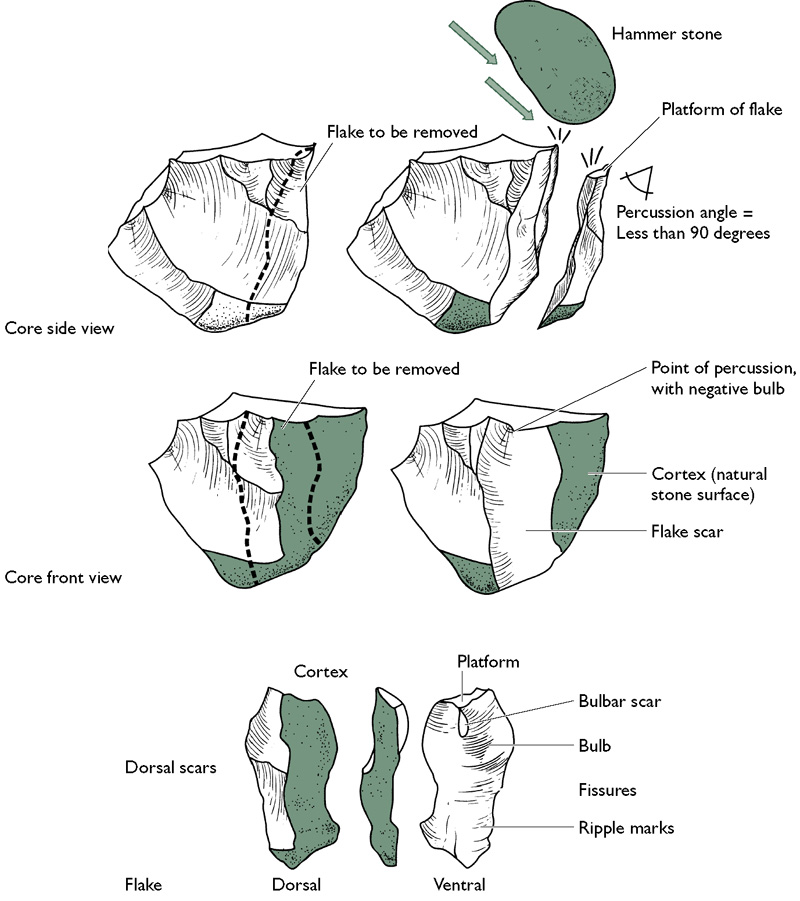 Hammer stone
Platform of flake
Flake to be removed
Percussion angle =
Less than 90 degrees
Core side view
Flake to be removed
Point of percussion,
with negative bulb
Cortex (natural
stone surface)
Flake scar
Core front view
Cortex
Platform
Bulbar scar
Bulb
Dorsal scars
Fissures
Ripple marks
Flake
Dorsal
Ventral